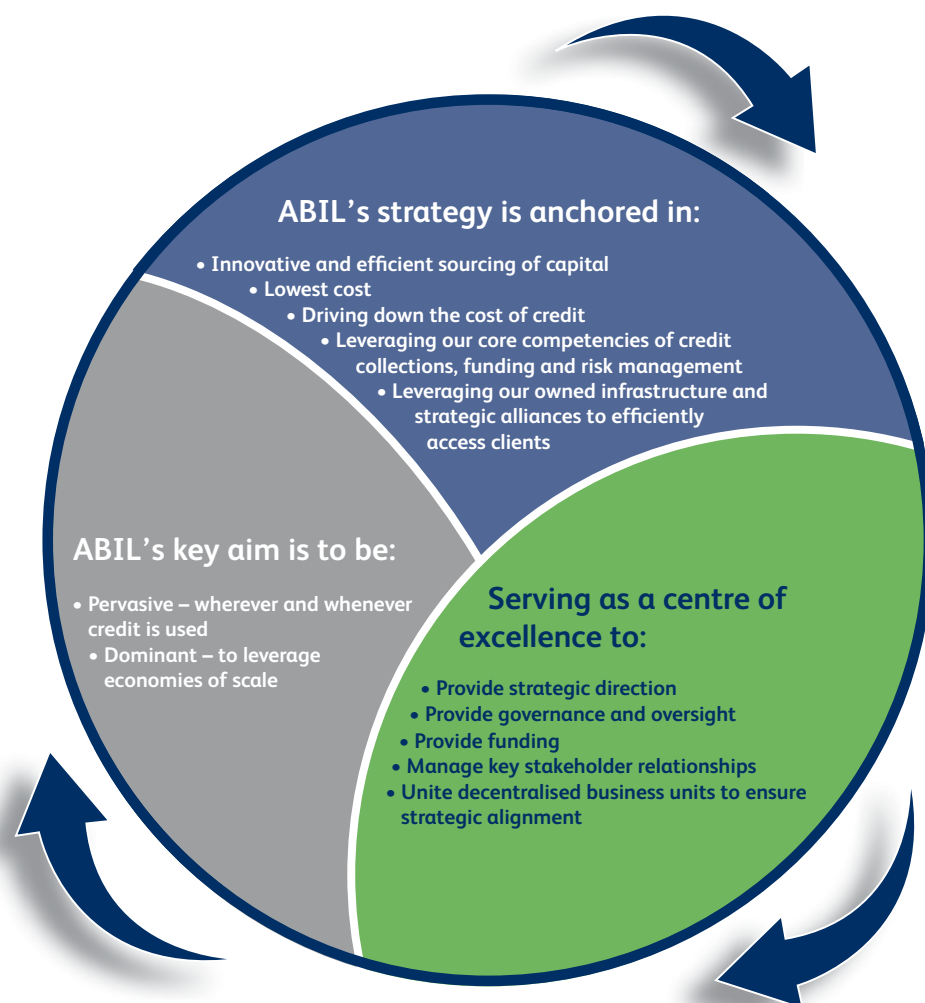 ABIL's strategy is anchored in:
• Innovative and efficient sourcing of capital
• Lowest cost
• Driving down the cost of credit
• Leveraging our core competencies of credit
collections, funding and risk management
• Leveraging our owned infrastructure and
strategic alliances to efficiently
access clients
ABIL's key aim is to be:
• Pervasive – wherever and whenever
credit is used
• Dominant – to leverage
economies of scale
Serving as a centre of
excellence to:
• Provide strategic direction
• Provide governance and oversight
• Provide funding
• Manage key stakeholder relationships
• Unite decentralised business units to ensure
strategic alignment